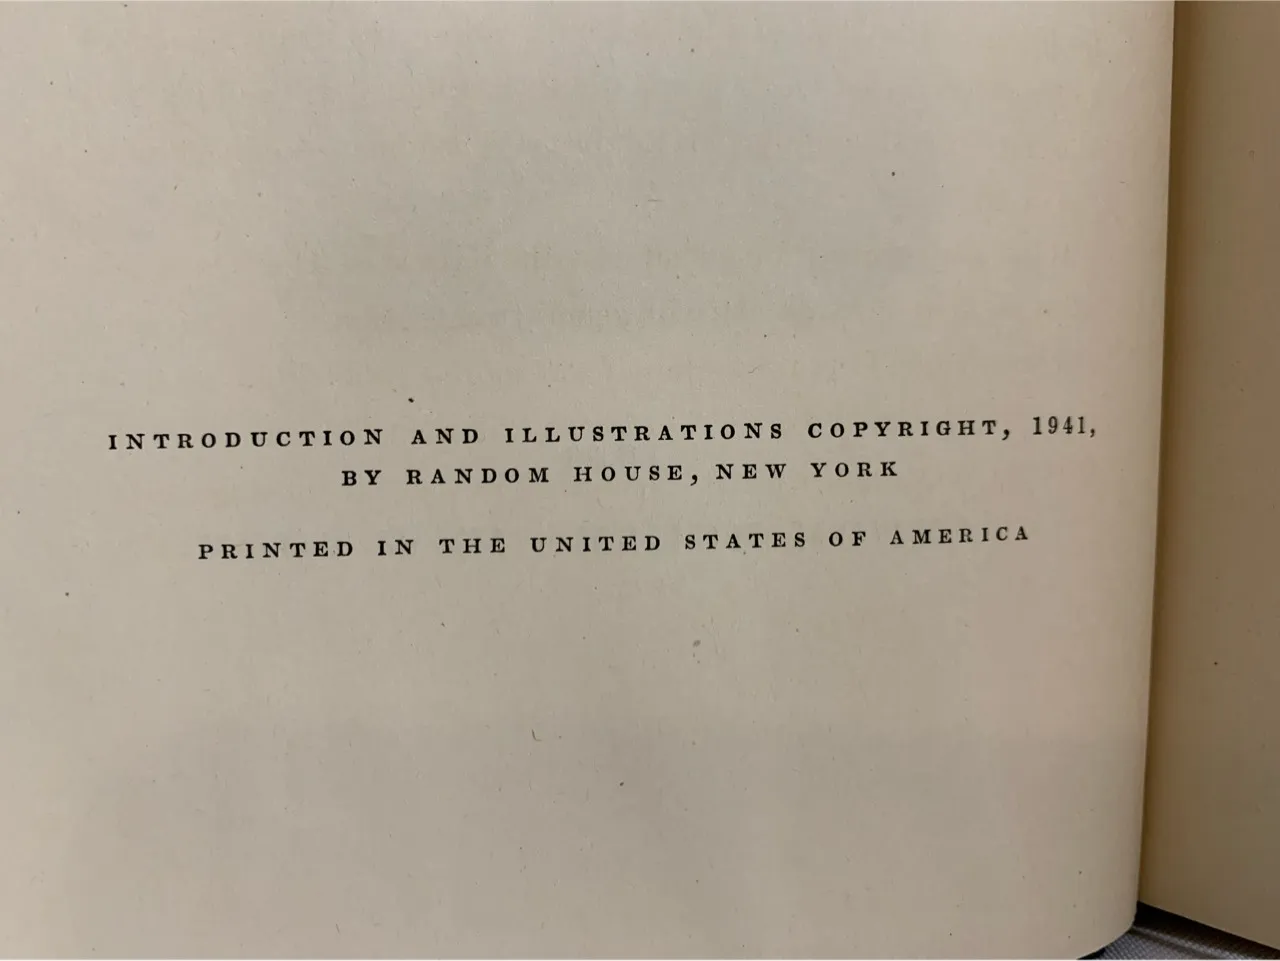 INTRODUCTION AND ILLUSTRATIONS COPYRIGHT, 1941,
BY RANDOM HOUSE, NEW YORK
PRINTED IN THE UNITED STATES OF AMERICA